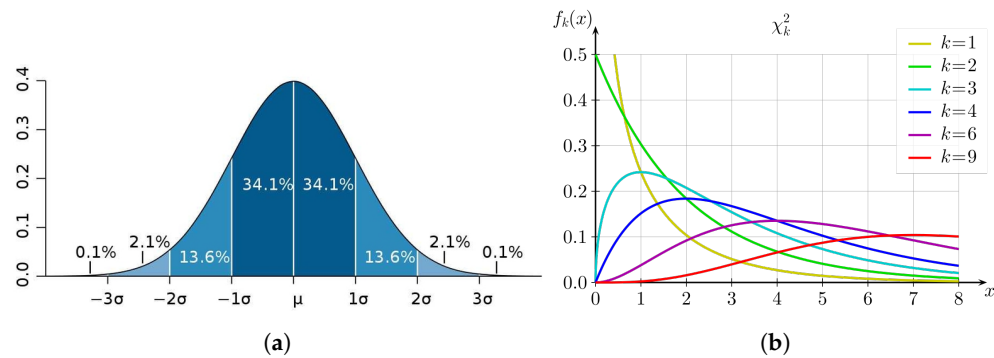 0.0 0.1 0.2 0.3 0.4
34.1% 34.1%
0.1% 2.1% 13.6% 13.6% 2.1% 0.1%
−3σ −2σ −1σ μ 1σ 2σ 3σ
(a)
f_k(x)
χ²_k
0.5
0.4
0.3
0.2
0.1
0.0
0 1 2 3 4 5 6 7 8 x
k=1
k=2
k=3
k=4
k=6
k=9
(b)